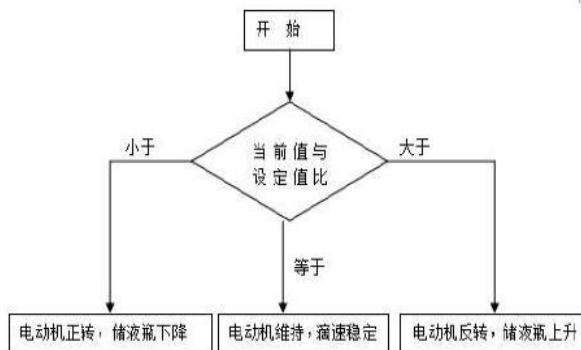 开 始
小于
当前值与
设定值比
大于
等于
电动机正转，储液瓶下降
电动机维持，滴速稳定
电动机反转，储液瓶上升